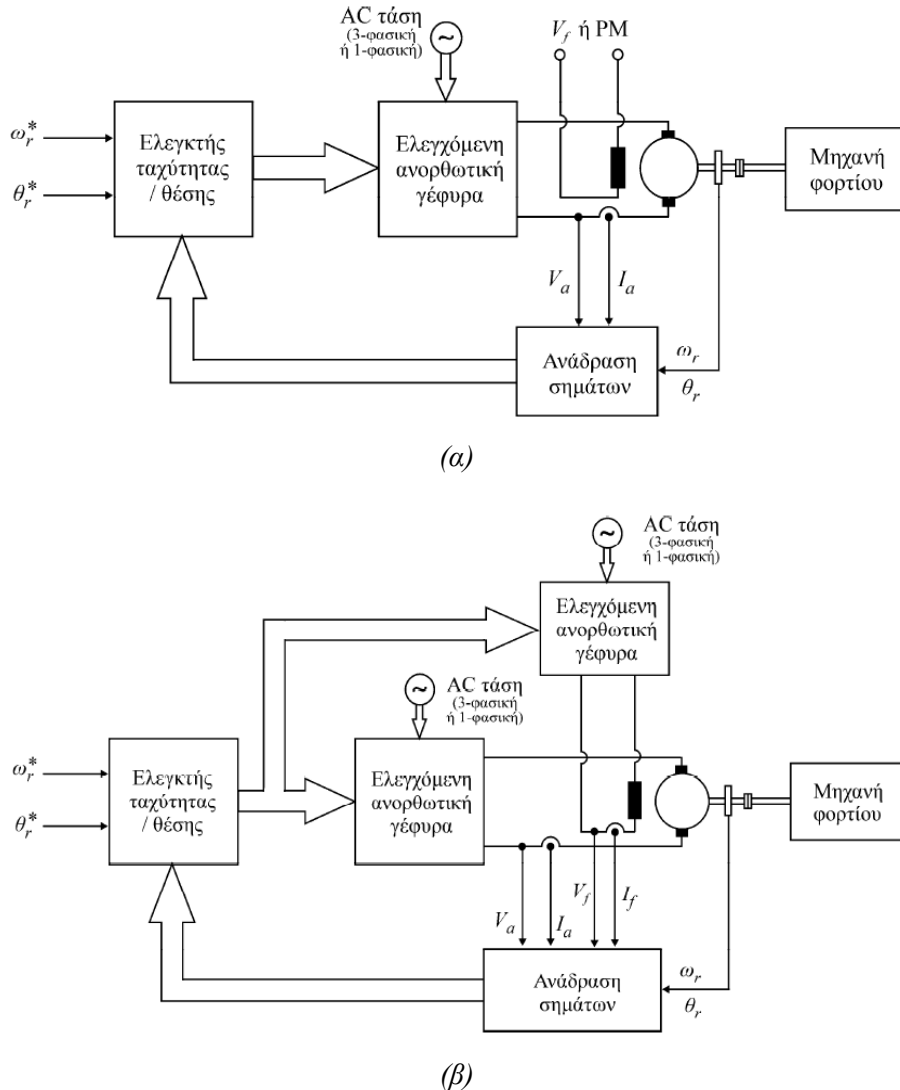 AC τάση
(3-φασική
ή 1-φασική)
~
V_f ή PM
ω_r*
θ_r*
Ελεγκτής
ταχύτητας
/ θέσης
Ελεγχόμενη
ανορθωτική
γέφυρα
Μηχανή
φορτίου
V_a
I_a
Ανάδραση
σημάτων
ω_r
θ_r
(α)
~
AC τάση
(3-φασική
ή 1-φασική)
Ελεγχόμενη
ανορθωτική
γέφυρα
~
AC τάση
(3-φασική
ή 1-φασική)
ω_r*
θ_r*
Ελεγκτής
ταχύτητας
/ θέσης
Ελεγχόμενη
ανορθωτική
γέφυρα
Μηχανή
φορτίου
V_a
I_a
V_f
I_f
Ανάδραση
σημάτων
ω_r
θ_r
(β)